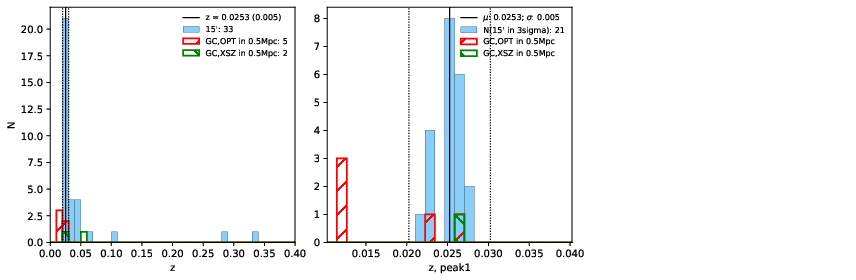 z = 0.0253 (0.005)
15': 33
GC,OPT in 0.5Mpc: 5
GC,XSZ in 0.5Mpc: 2
20.0
17.5
15.0
12.5
10.0
7.5
5.0
2.5
0.0
N
0.00 0.05 0.10 0.15 0.20 0.25 0.30 0.35 0.40
z
μ: 0.0253; σ: 0.005
N(15' in 3sigma): 21
GC,OPT in 0.5Mpc
GC,XSZ in 0.5Mpc
8
7
6
5
4
3
2
1
0
0.015 0.020 0.025 0.030 0.035 0.040
z, peak1